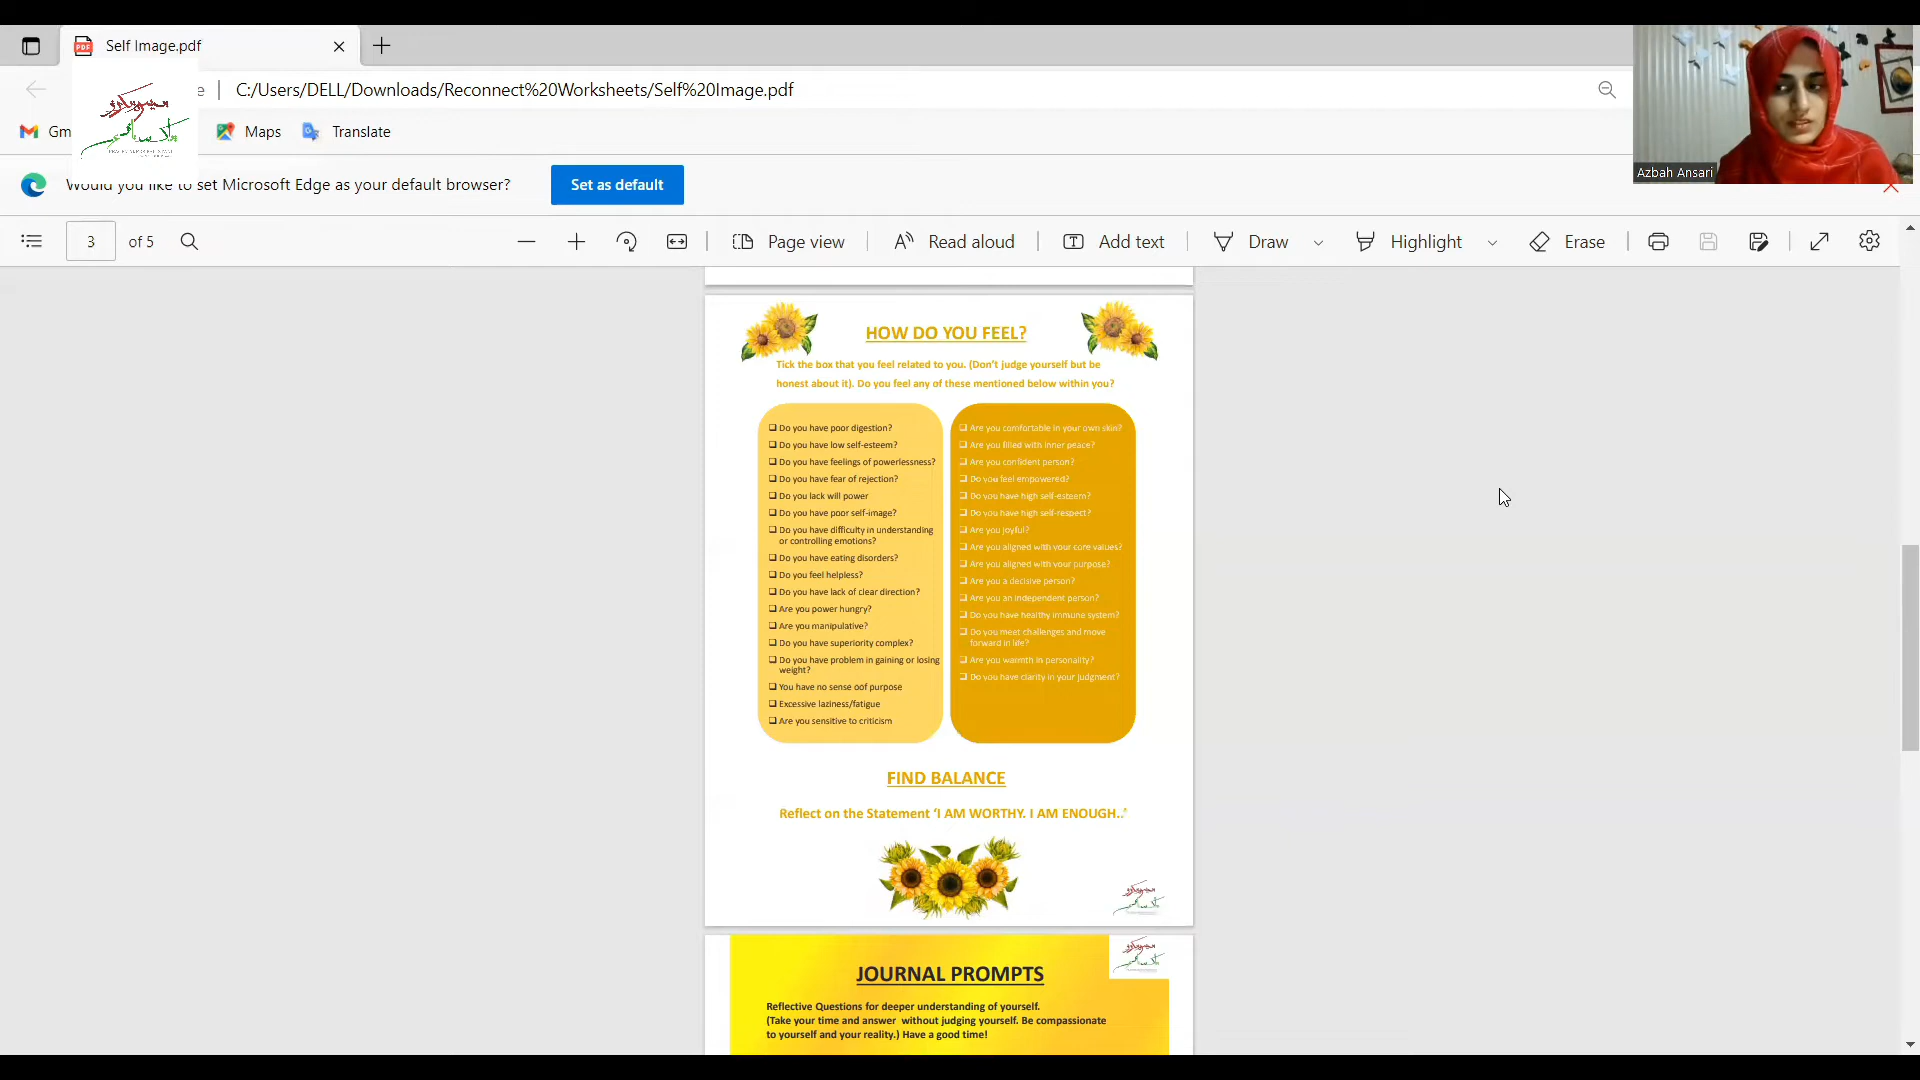 Self Image.pdf
C:/Users/DELL/Downloads/Reconnect%20Worksheets/Self%20Image.pdf
Gm
Maps
Translate
Would you like to set Microsoft Edge as your default browser?
Set as default
Azbah Ansari
3 of 5
Page view
Read aloud
Add text
Draw
Highlight
Erase
HOW DO YOU FEEL?
Tick the box that you feel related to you. (Don't judge yourself but be
honest about it). Do you feel any of these mentioned below within you?
Do you have poor digestion?
Do you have low self-esteem?
Do you have feelings of powerlessness?
Do you have fear of rejection?
Do you lack will power
Do you have poor self-image?
Do you have difficulty in understanding
or controlling emotions?
Do you have eating disorders?
Do you feel helpless?
Do you have lack of clear direction?
Are you power hungry?
Are you manipulative?
Do you have superiority complex?
Do you have problem in gaining or losing
weight?
You have no sense oof purpose
Excessive laziness/fatigue
Are you sensitive to criticism
Are you comfortable in your own skin?
Are you filled with inner peace?
Are you confident person?
Do you feel empowered?
Do you have high self-esteem?
Do you have high self-respect?
Are you joyful?
Are you aligned with your core values?
Are you aligned with your purpose?
Are you a decisive person?
Are you an independent person?
Do you have healthy immune system?
Do you meet challenges and move
forward in life?
Are you warmth in personality?
Do you have clarity in your judgment?
FIND BALANCE
Reflect on the Statement 'I AM WORTHY. I AM ENOUGH..'
JOURNAL PROMPTS
Reflective Questions for deeper understanding of yourself.
(Take your time and answer without judging yourself. Be compassionate
to yourself and your reality.) Have a good time!